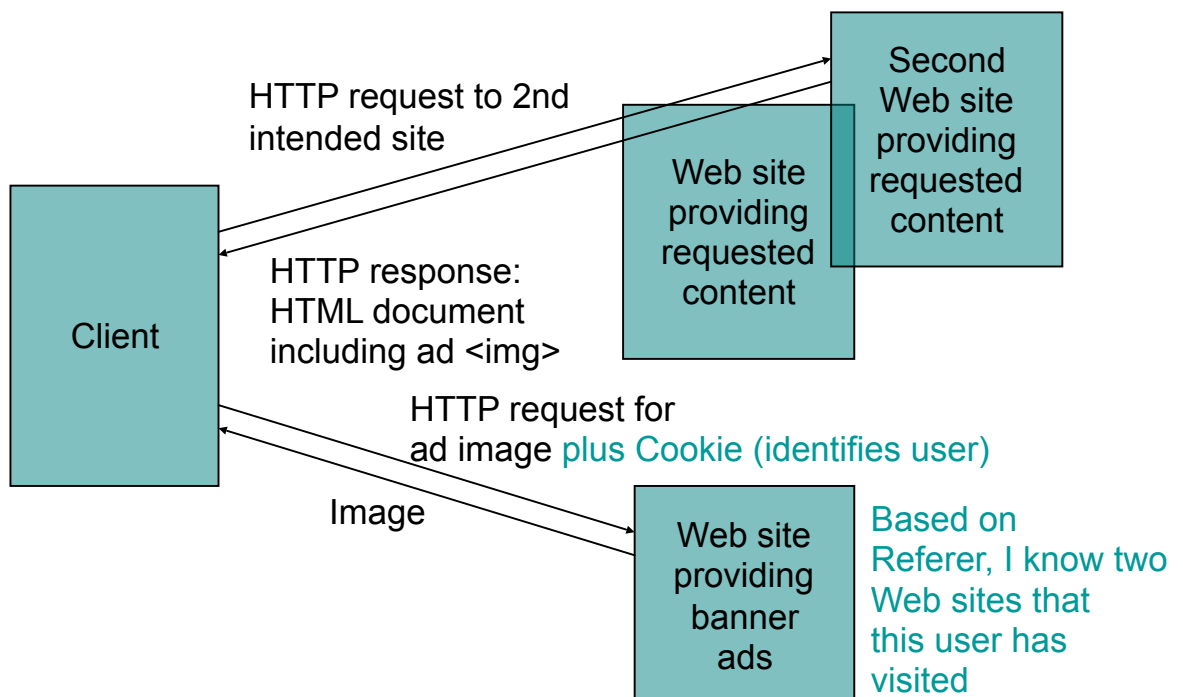 HTTP request to 2nd
intended site
Second
Web site
providing
requested
content
Web site
providing
requested
content
Client
HTTP response:
HTML document
including ad <img>
HTTP request for
ad image plus Cookie (identifies user)
Image
Web site
providing
banner
ads
Based on
Referer, I know two
Web sites that
this user has
visited